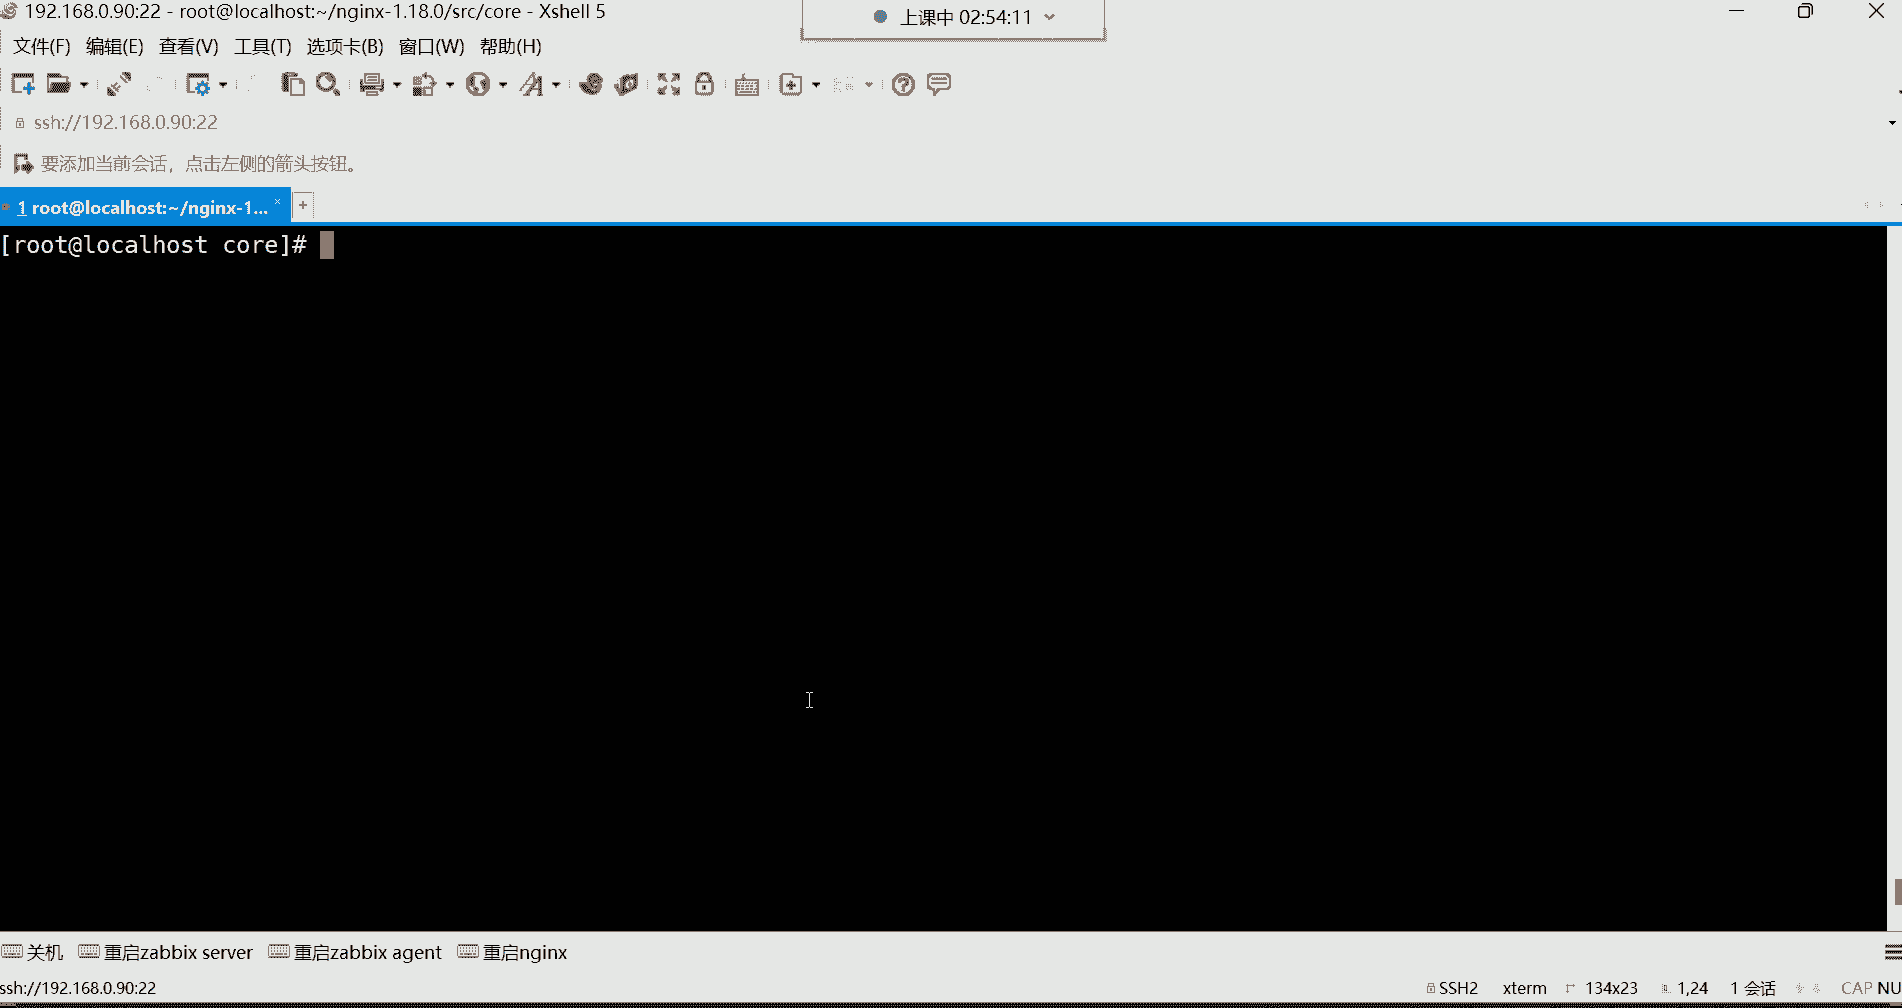 192.168.0.90:22 - root@localhost:~/nginx-1.18.0/src/core - Xshell 5
上课中 02:54:11
文件(F) 编辑(E) 查看(V) 工具(T) 选项卡(B) 窗口(W) 帮助(H)
ssh://192.168.0.90:22
要添加当前会话，点击左侧的箭头按钮。
1 root@localhost:~/nginx-1... × +
[root@localhost core]#
关机 重启zabbix server 重启zabbix agent 重启nginx
ssh://192.168.0.90:22 SSH2 xterm 134x23 1,24 1 会话 CAP NU